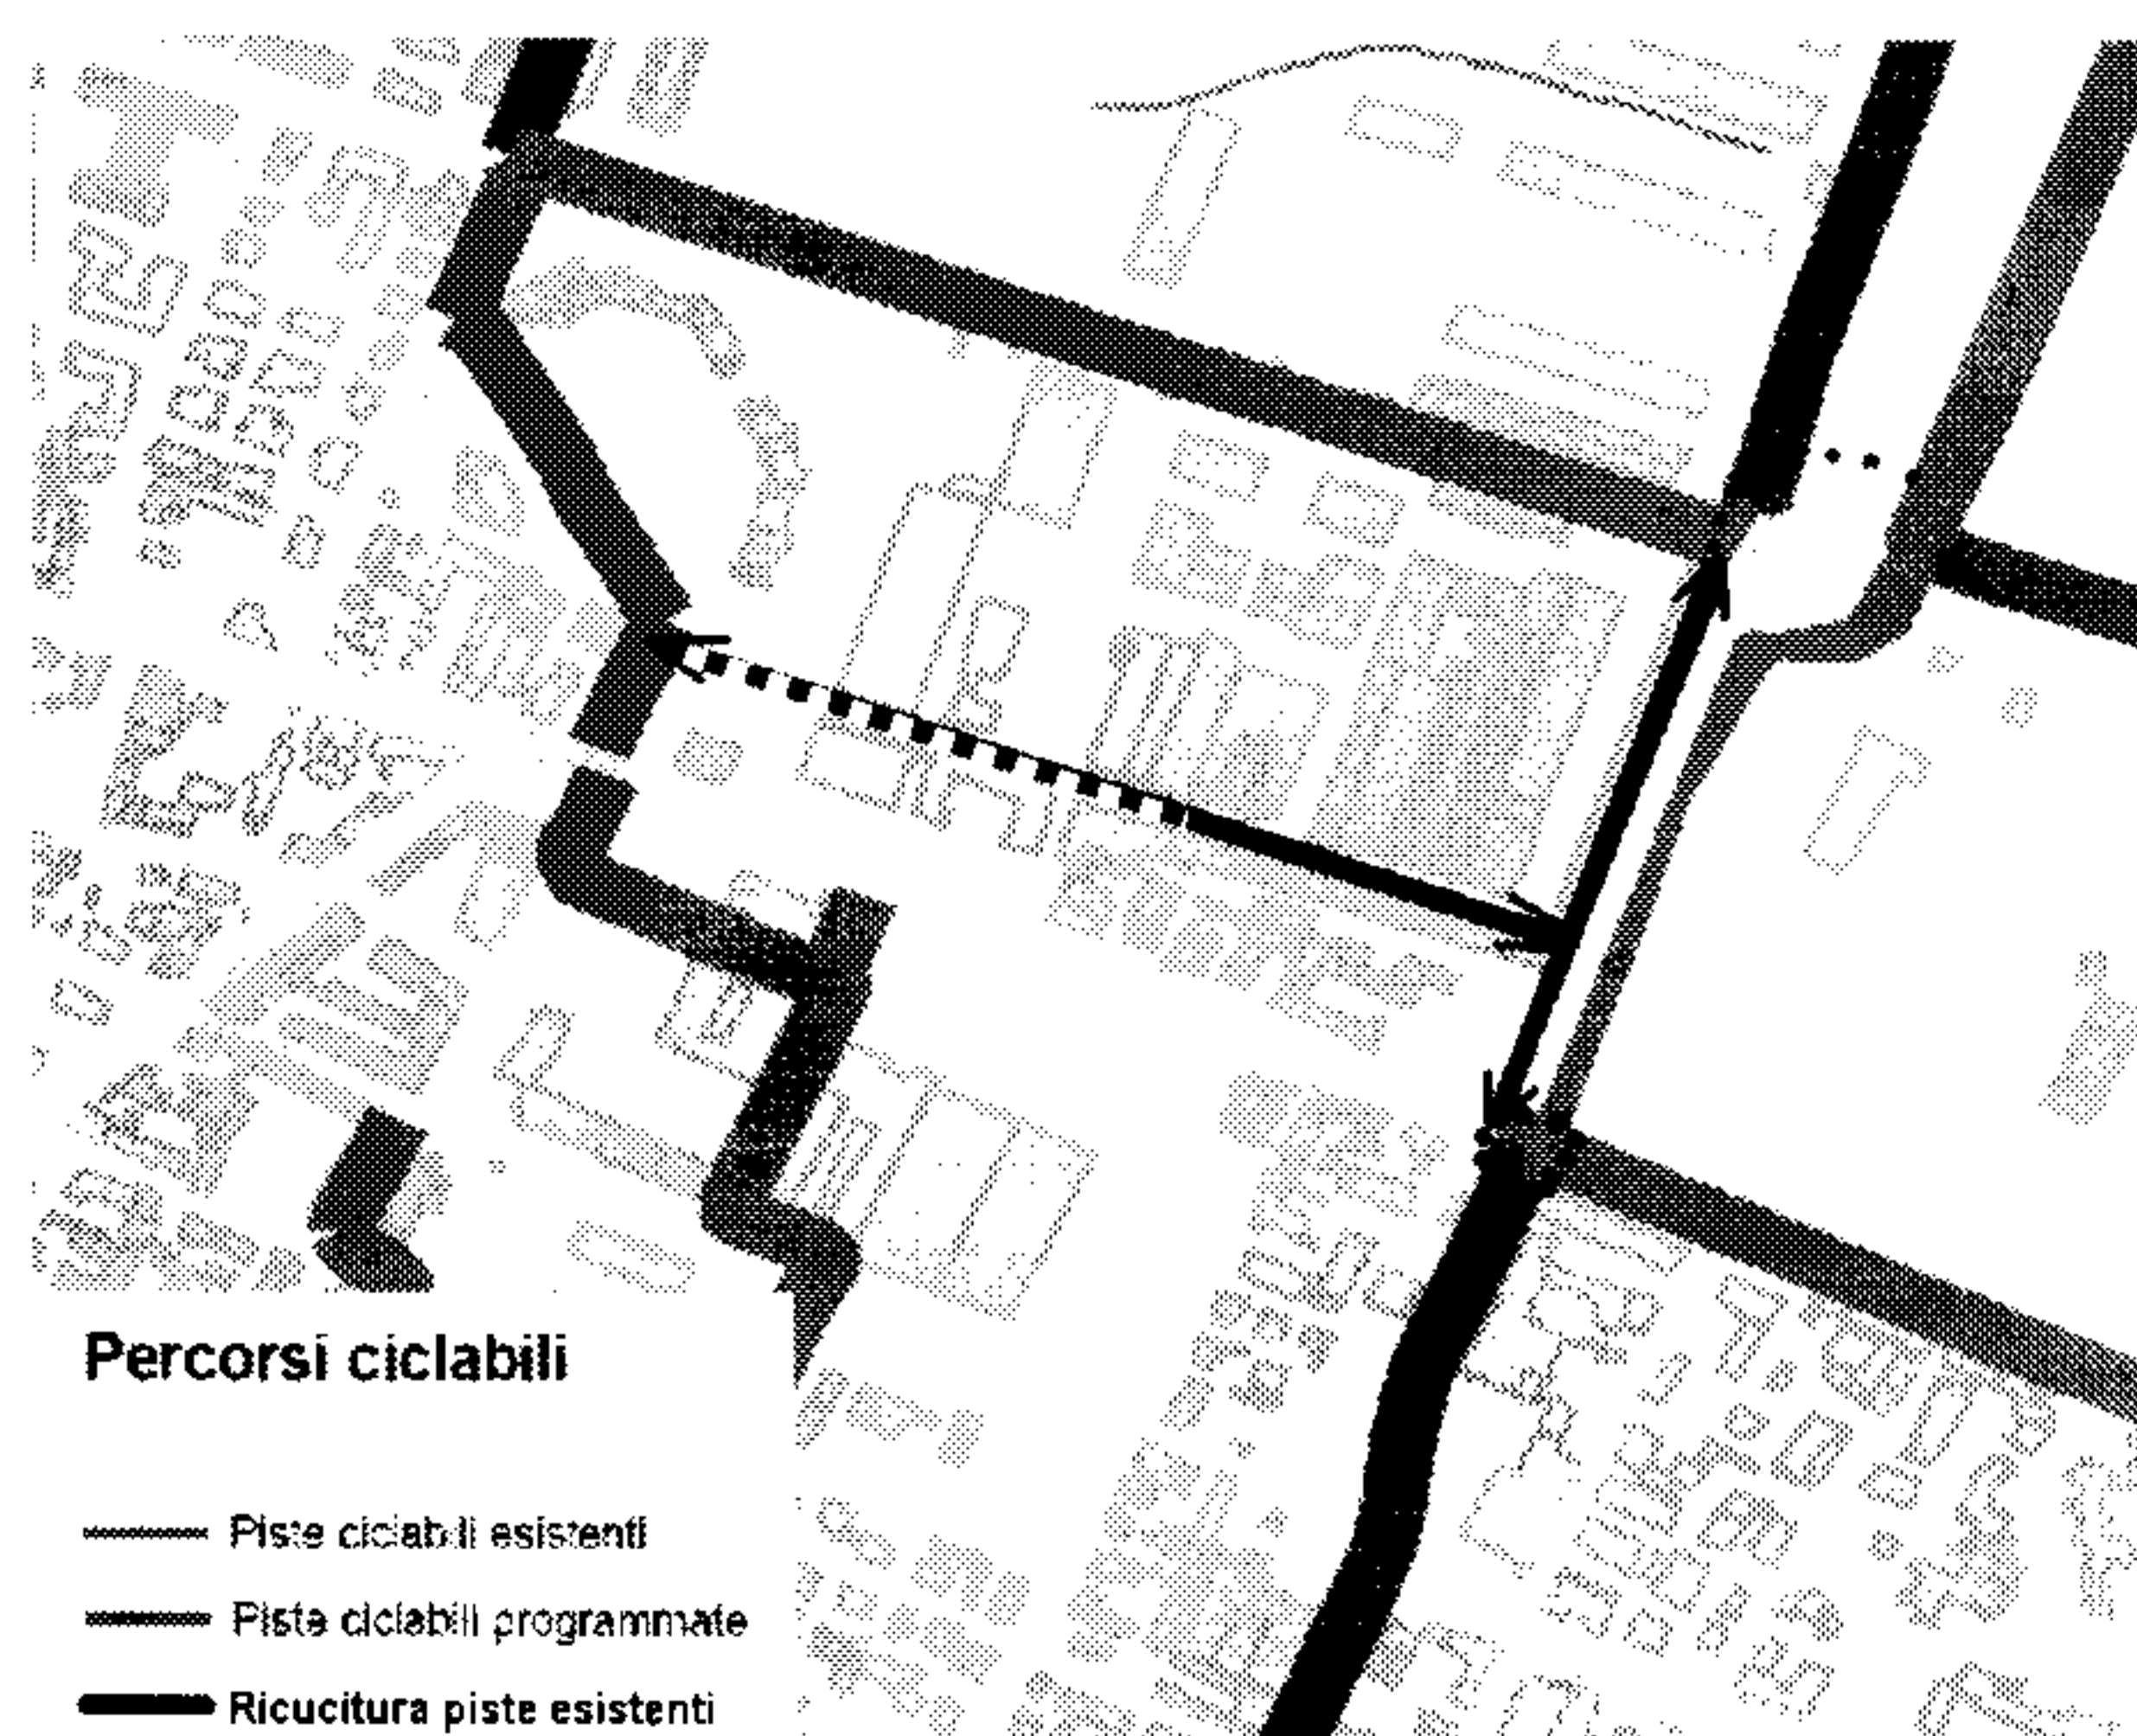 Percorsi ciclabili
Piste ciclabili esistenti
Piste ciclabili programmate
Ricucitura piste esistenti